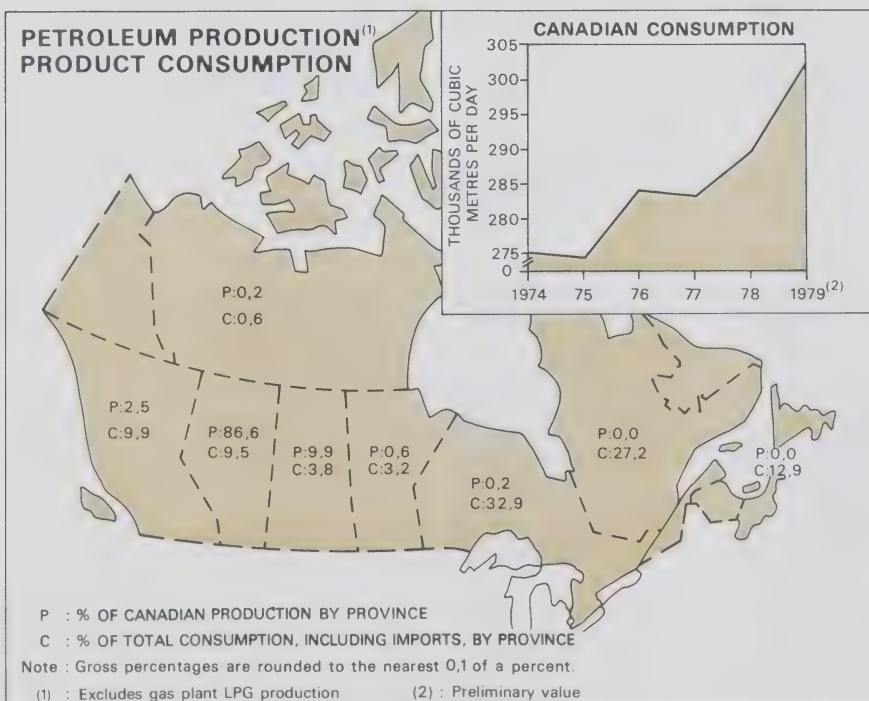 PETROLEUM PRODUCTION(1)
PRODUCT CONSUMPTION
CANADIAN CONSUMPTION
THOUSANDS OF CUBIC
METRES PER DAY
305
300
295
290
285
280
275
0
1974 75 76 77 78 1979(2)
P:0,2
C:0,6
P:2,5
C:9,9
P:86,6
C:9,5
P:9,9
C:3,8
P:0,6
C:3,2
P:0,2
C:32,9
P:0,0
C:27,2
P:0,0
C:12,9
P : % OF CANADIAN PRODUCTION BY PROVINCE
C : % OF TOTAL CONSUMPTION, INCLUDING IMPORTS, BY PROVINCE
Note : Gross percentages are rounded to the nearest 0,1 of a percent.
(1) : Excludes gas plant LPG production (2) : Preliminary value